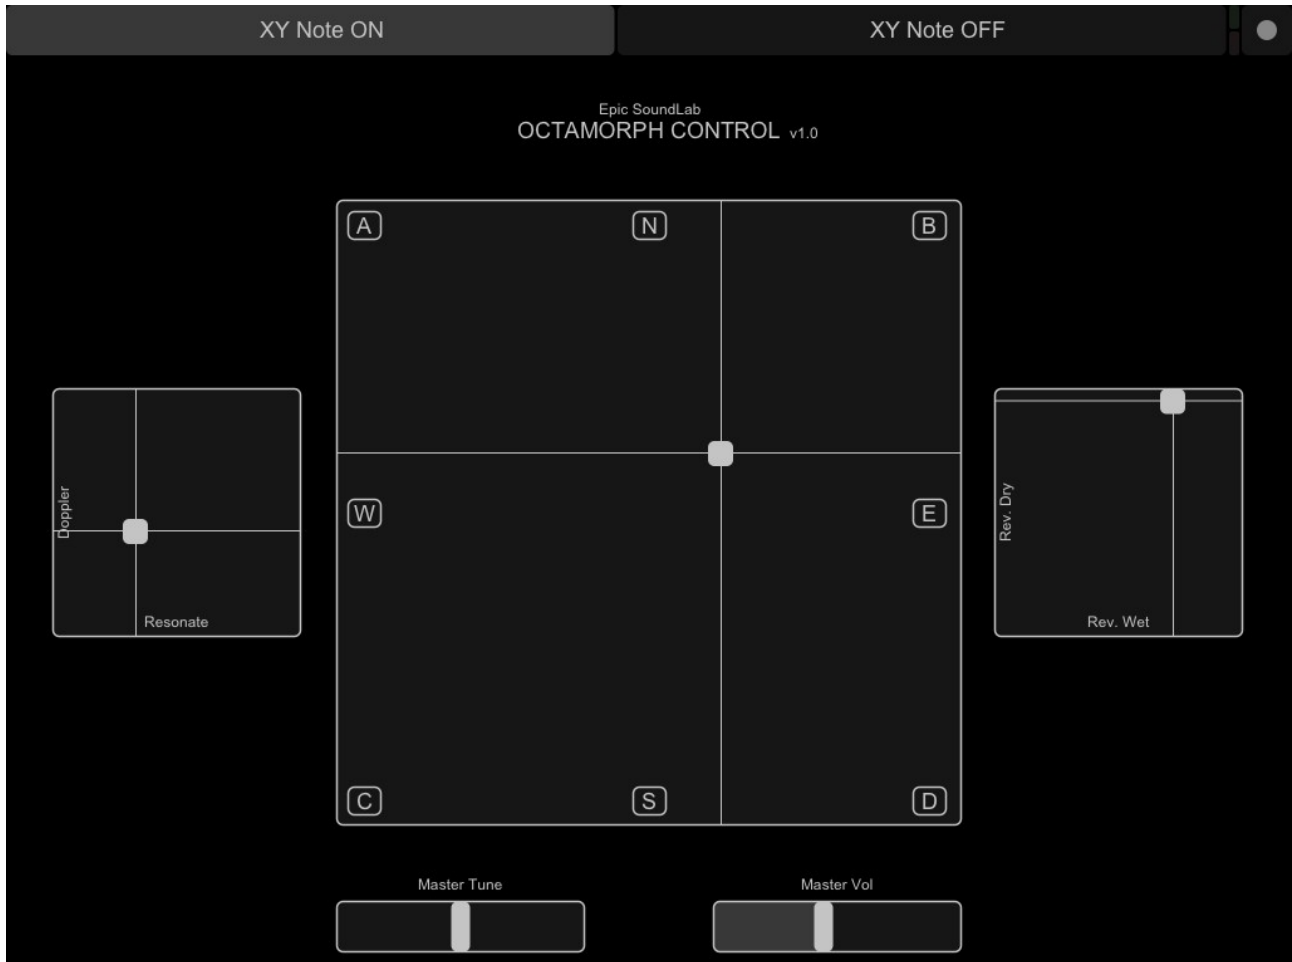 XY Note ON
XY Note OFF
Epic SoundLab
OCTAMORPH CONTROL v1.0
A
N
B
W
E
C
S
D
Doppler
Resonate
Rev. Dry
Rev. Wet
Master Tune
Master Vol